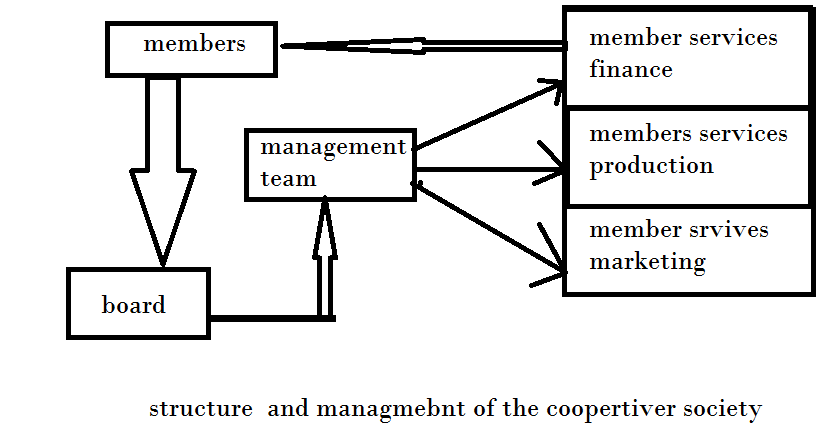 members
member services
finance
management
team
members services
production
member srvives
marketing
board
structure and managmebnt of the coopertiver society